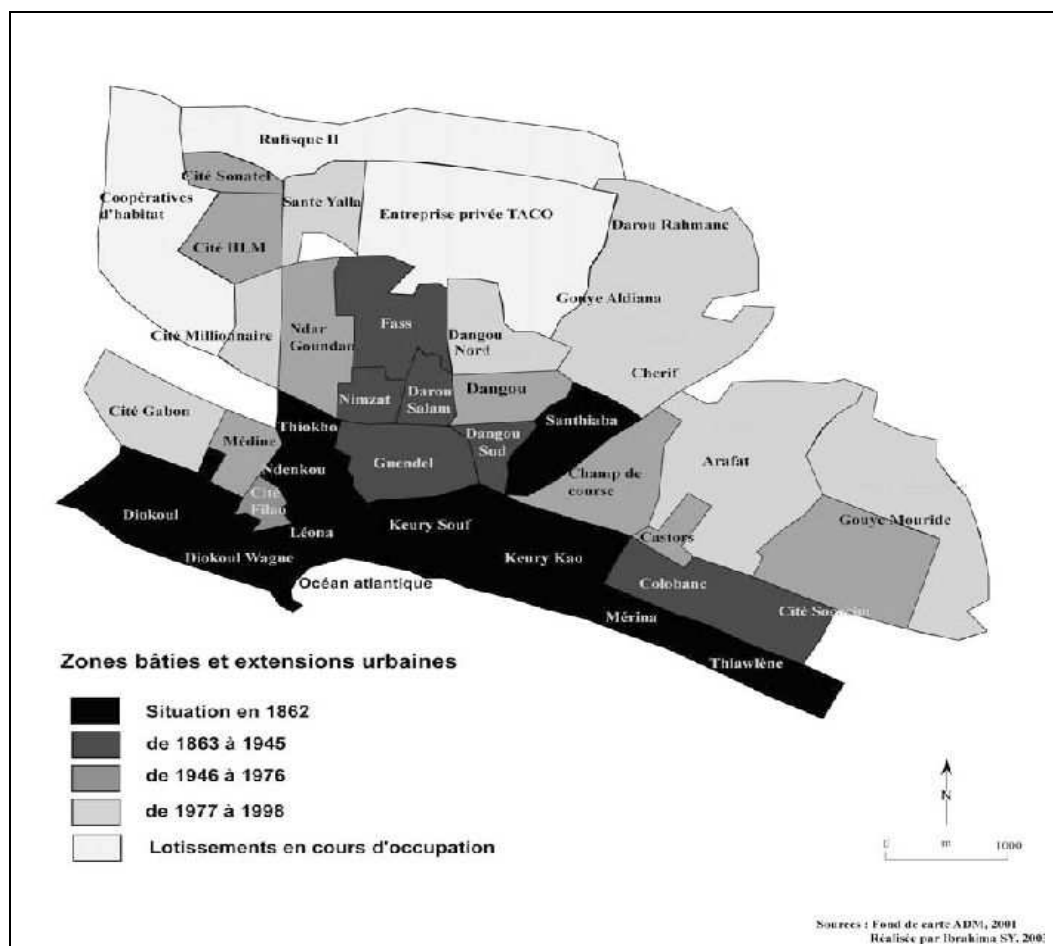 Rufisque II
Cité Sonatel
Coopératives
d'habitat
Sante Yalla
Entreprise privée TACO
Darou Rahmane
Cité HLM
Gouye Aldiana
Cité Millionnaire
Ndar
Goundan
Fass
Dangou
Nord
Cherif
Cité Gabon
Nimzat
Darou
Salam
Dangou
Thiokho
Santhiaba
Médine
Guendel
Dangou
Sud
Arafat
Ndenkou
Champ de
course
Cité
Filao
Diokoul
Léona
Keury Souf
Gouye Mouride
Castors
Diokoul Wague
Keury Kao
Océan atlantique
Colobane
Cité
Mérina
Thiawlène
Zones bâties et extensions urbaines
Situation en 1862
de 1863 à 1945
de 1946 à 1976
de 1977 à 1998
Lotissements en cours d'occupation
N
0 m 1000
Sources : Fond de carte ADM, 2001
Réalisée par Ibrahima SY, 2003